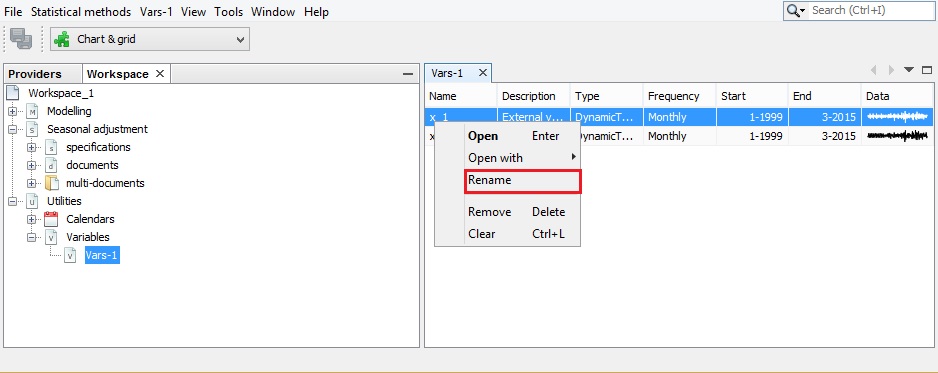 File Statistical methods Vars-1 View Tools Window Help
Search (Ctrl+I)
Chart & grid
Providers Workspace
Workspace_1
Modelling
Seasonal adjustment
specifications
documents
multi-documents
Utilities
Calendars
Variables
Vars-1
Vars-1
Name Description Type Frequency Start End Data
x_1 External v... DynamicT... Monthly 1-1999 3-2015
x DynamicT... Monthly 1-1999 3-2015
Open Enter
Open with
Rename
Remove Delete
Clear Ctrl+L